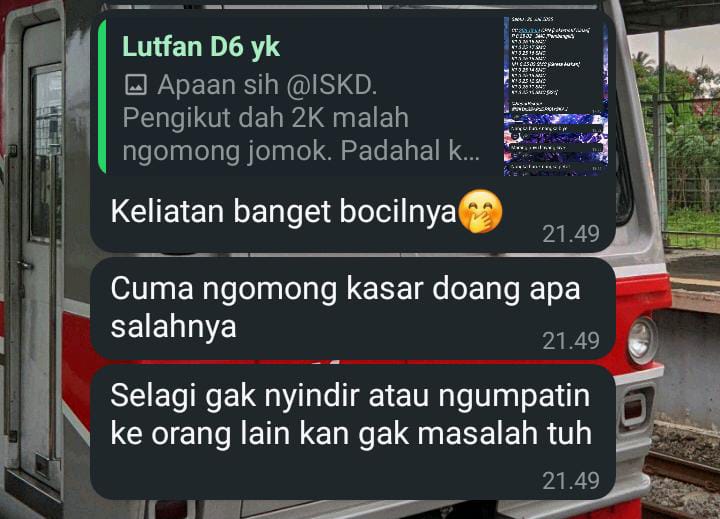 Lutfan D6 yk
Apaan sih @ISKD.
Pengikut dah 2K malah
ngomong jomok. Padahal k...
Keliatan banget bocilnya🤭
21.49
Cuma ngomong kasar doang apa
salahnya
21.49
Selagi gak nyindir atau ngumpatin
ke orang lain kan gak masalah tuh
21.49